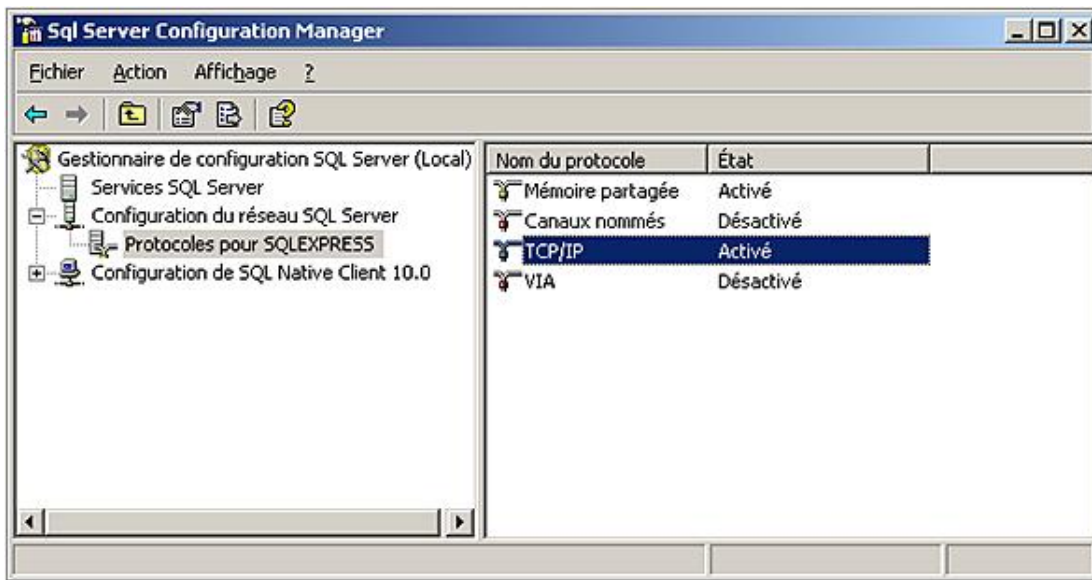 Sql Server Configuration Manager
Fichier Action Affichage ?
Gestionnaire de configuration SQL Server (Local)
Services SQL Server
Configuration du réseau SQL Server
Protocoles pour SQLEXPRESS
Configuration de SQL Native Client 10.0
Nom du protocole État
Mémoire partagée Activé
Canaux nommés Désactivé
TCP/IP Activé
VIA Désactivé